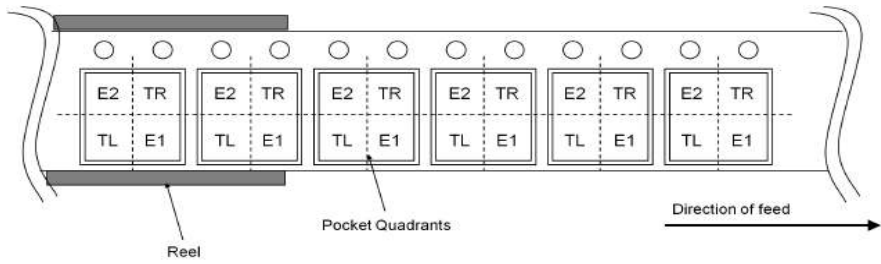 E2 TR E2 TR E2 TR E2 TR E2 TR E2 TR
TL E1 TL E1 TL E1 TL E1 TL E1 TL E1
Direction of feed
Pocket Quadrants
Reel